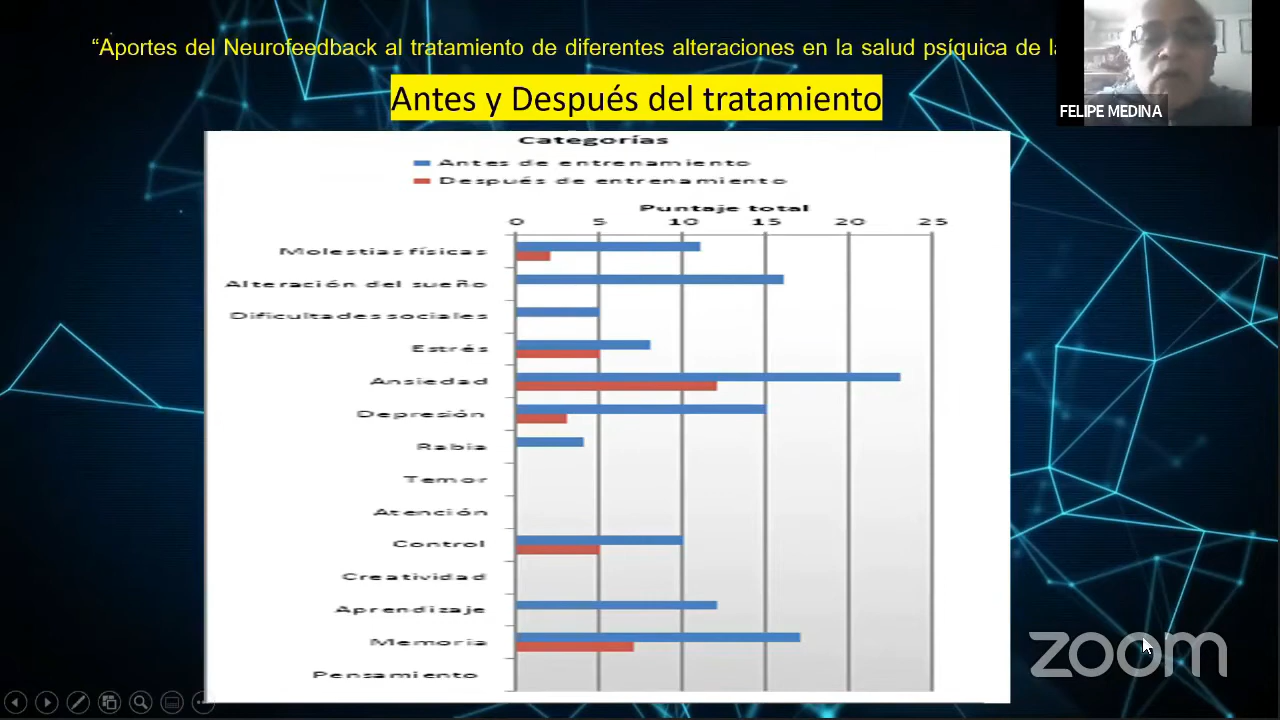 “Aportes del Neurofeedback al tratamiento de diferentes alteraciones en la salud psíquica de la
Antes y Después del tratamiento
FELIPE MEDINA
Categorías
Antes de entrenamiento
Después de entrenamiento
Puntaje total
0 5 10 15 20 25
Molestias físicas
Alteración del sueño
Dificultades sociales
Estrés
Ansiedad
Depresión
Rabia
Temor
Atención
Control
Creatividad
Aprendizaje
Memoria
Pensamiento
zoom